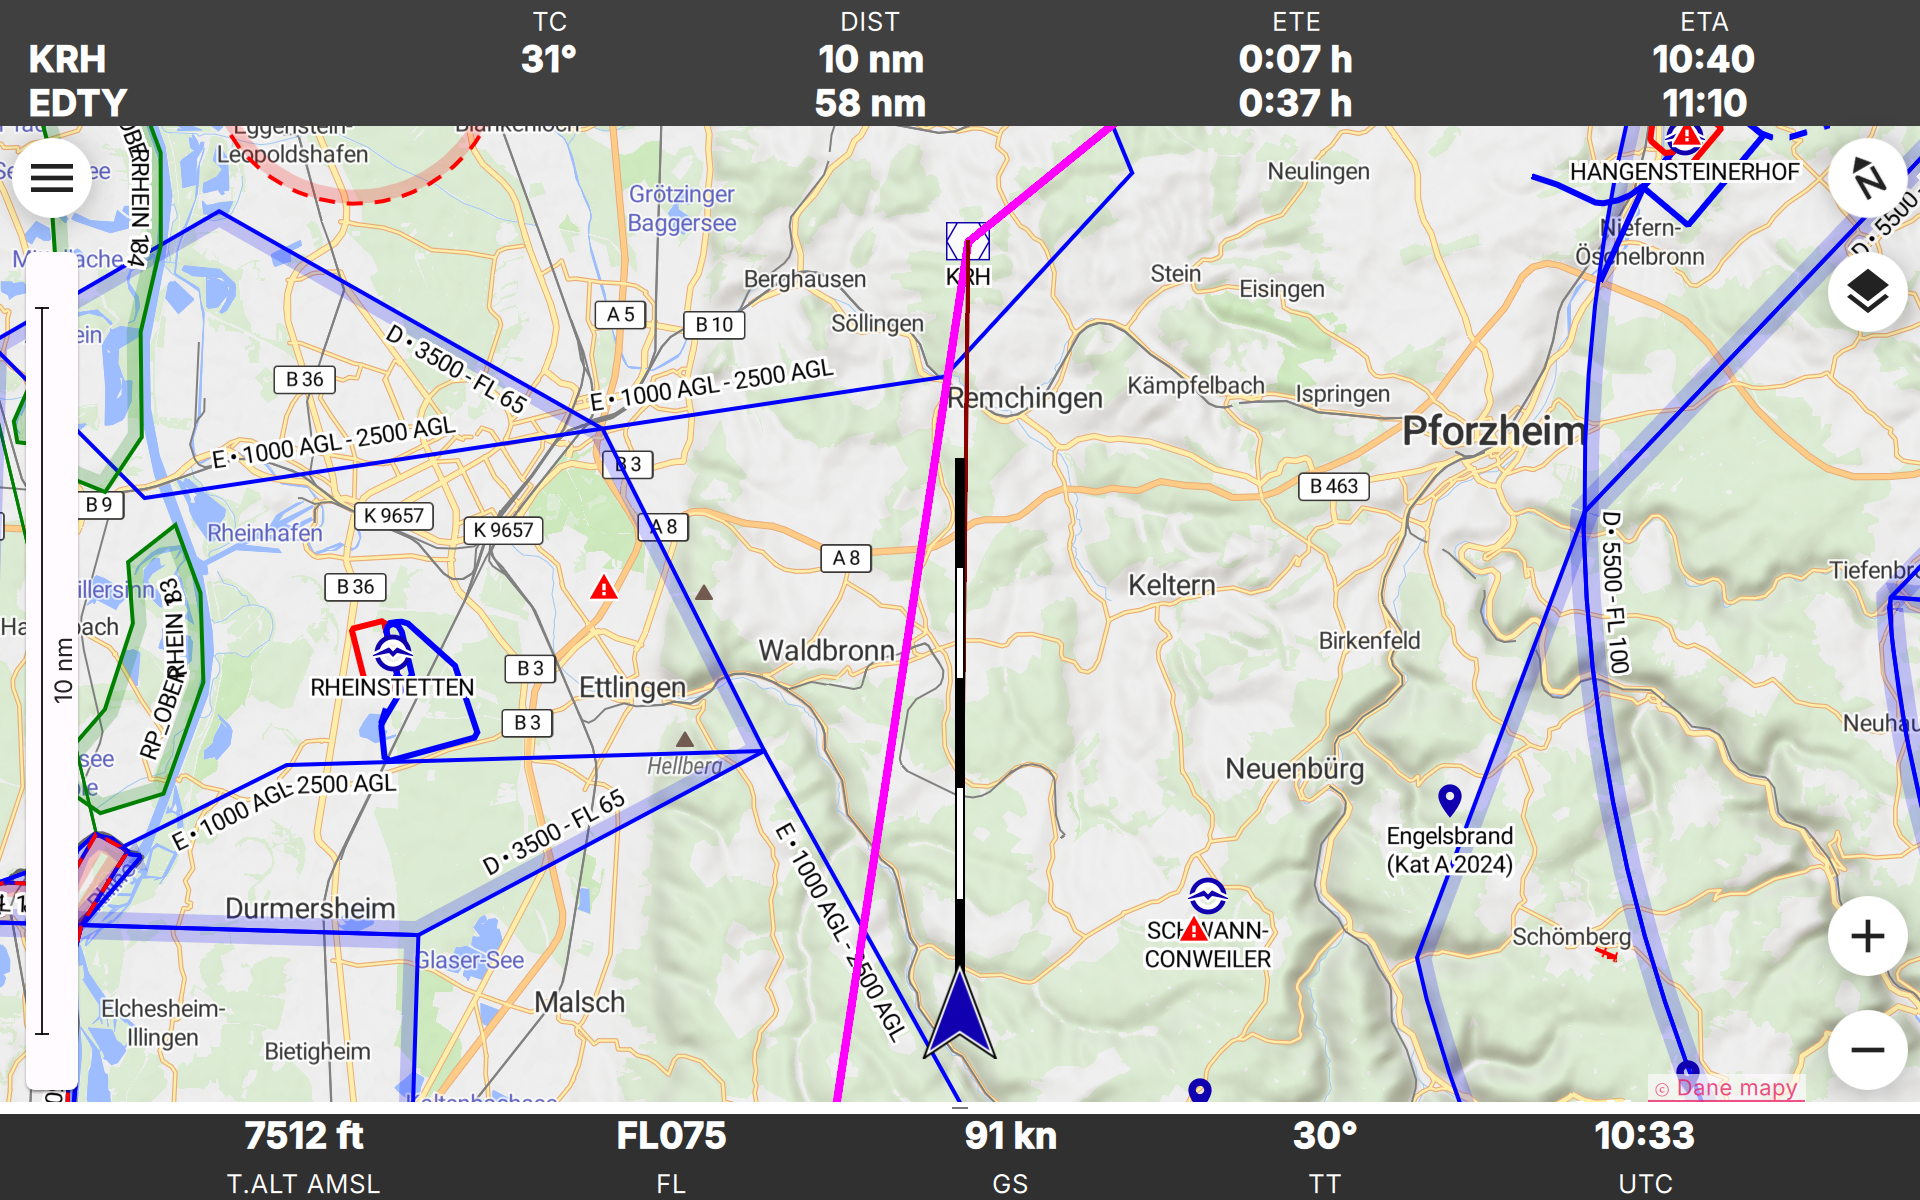 TC
DIST
ETE
ETA
KRH
31°
10 nm
0:07 h
10:40
EDTY
58 nm
0:37 h
11:10
Eggenstein-
Leopoldshafen
Blankenloch
Grötzinger
Baggersee
Neulingen
HANGENSTEINERHOF
Niefern-
Öschelbronn
D • 5500
Berghausen
KRH
Stein
Eisingen
Söllingen
A 5
B 10
B 36
D • 3500 - FL 65
E • 1000 AGL - 2500 AGL
E • 1000 AGL - 2500 AGL
Remchingen
Kämpfelbach
Ispringen
Pforzheim
B 3
B 463
B 9
K 9657
K 9657
A 8
A 8
Rheinhafen
D • 5500 - FL 100
B 36
Keltern
Birkenfeld
10 nm
RHEINSTETTEN
B 3
Ettlingen
Waldbronn
B 3
Hellberg
Neuenbürg
E • 1000 AGL - 2500 AGL
D • 3500 - FL 65
E • 1000 AGL - 2500 AGL
Engelsbrand
(Kat A 2024)
Durmersheim
SCHWANN-
CONWEILER
Schömberg
Glaser-See
Malsch
Elchesheim-
Illingen
Bietigheim
© Dane mapy
7512 ft
FL075
91 kn
30°
10:33
T.ALT AMSL
FL
GS
TT
UTC